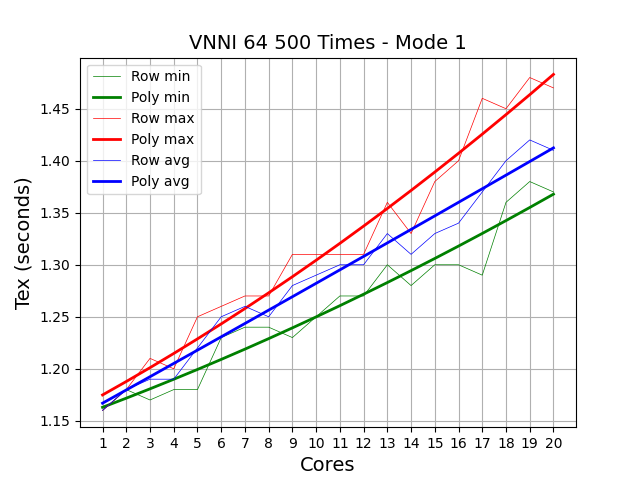 VNNI 64 500 Times - Mode 1
Row min
Poly min
Row max
Poly max
Row avg
Poly avg
Tex (seconds)
1.45
1.40
1.35
1.30
1.25
1.20
1.15
1 2 3 4 5 6 7 8 9 10 11 12 13 14 15 16 17 18 19 20
Cores